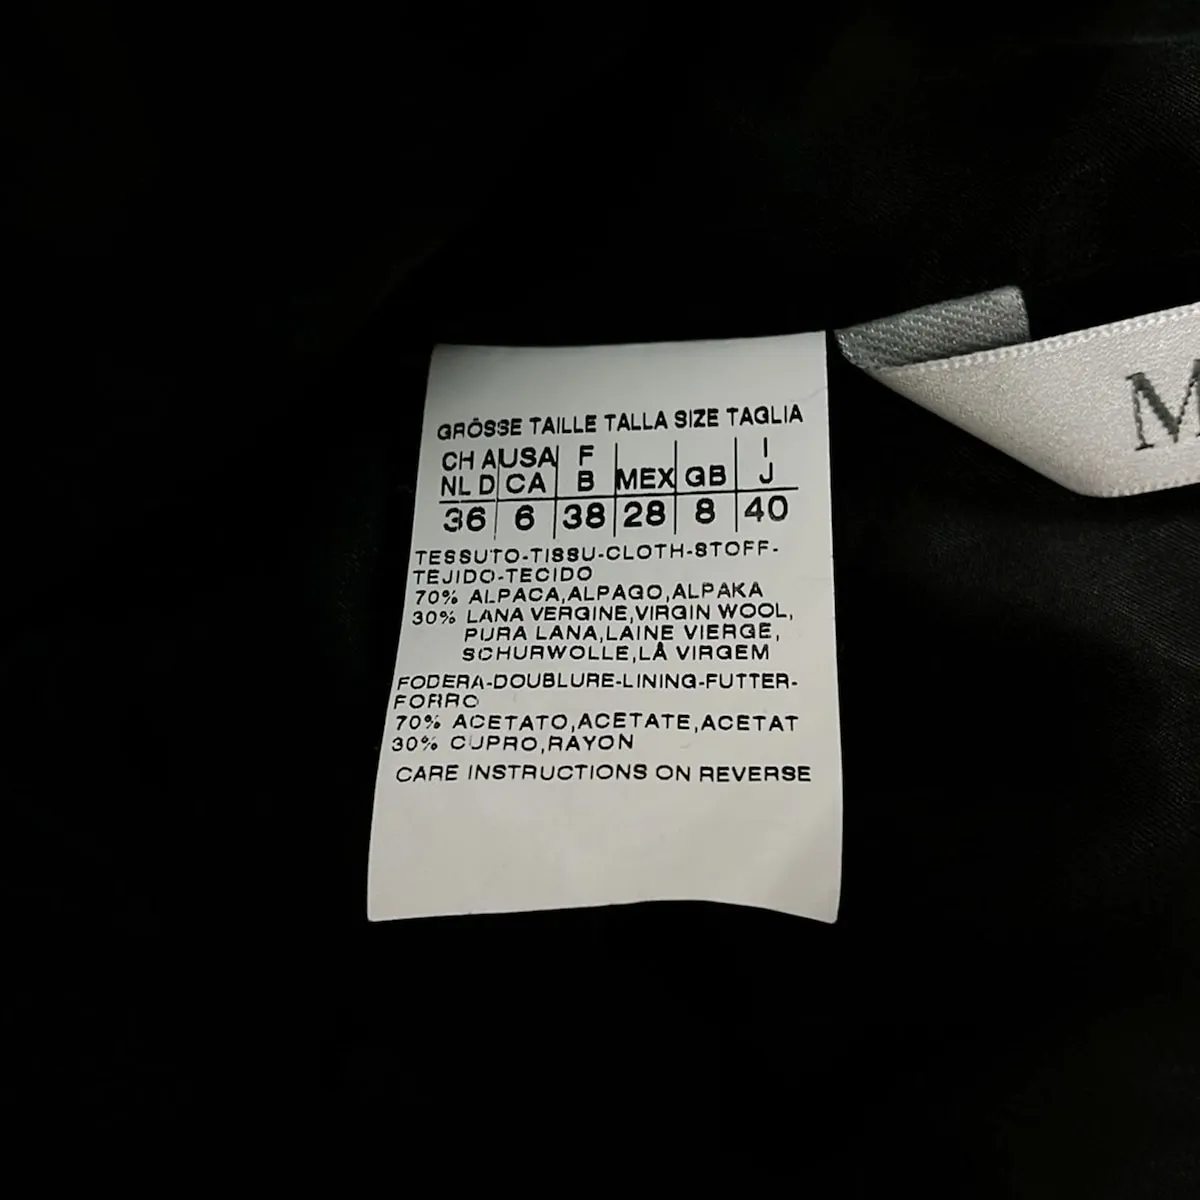 GRÖSSE TAILLE TALLA SIZE TAGLIA
CH A USA F I
NL D CA B MEX GB J
36 6 38 28 8 40
TESSUTO-TISSU-CLOTH-STOFF-
TEJIDO-TECIDO
70% ALPACA,ALPAGO,ALPAKA
30% LANA VERGINE,VIRGIN WOOL,
PURA LANA,LAINE VIERGE,
SCHURWOLLE,LÅ VIRGEM
FODERA-DOUBLURE-LINING-FUTTER-
FORRO
70% ACETATO,ACETATE,ACETAT
30% CUPRO,RAYON
CARE INSTRUCTIONS ON REVERSE
M